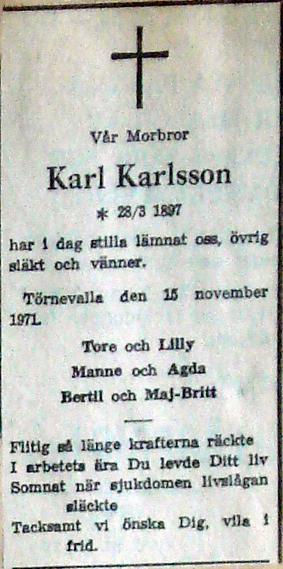 Vår Morbror
Karl Karlsson
* 28/3 1897
har i dag stilla lämnat oss, övrig
släkt och vänner.
Törnevalla den 15 november
1971.
Tore och Lilly
Manne och Agda
Bertil och Maj-Britt
Flitig så länge krafterna räckte
I arbetets ära Du levde Ditt liv
Somnat när sjukdomen livslågan
släckte
Tacksamt vi önska Dig, vila i
frid.